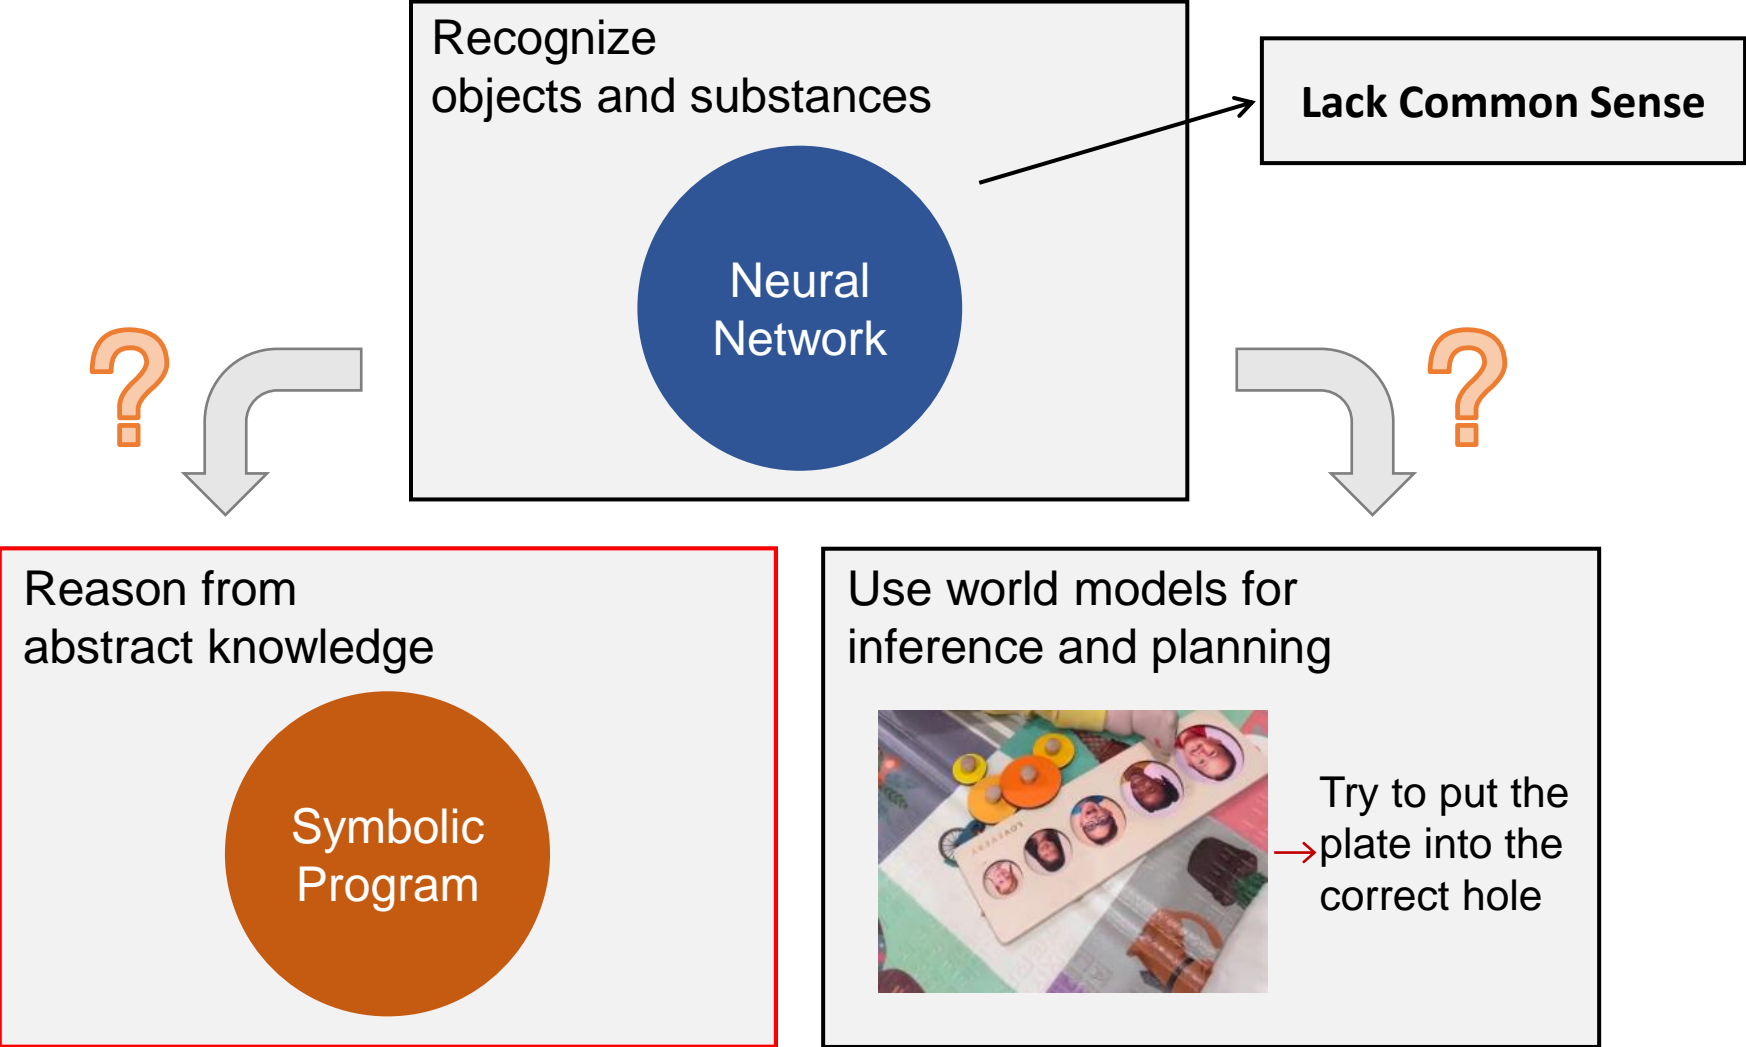 Recognize
objects and substances
Lack Common Sense
Neural
Network
?
?
Reason from
abstract knowledge
Symbolic
Program
Use world models for
inference and planning
LOVEVERY
Try to put the
plate into the
correct hole